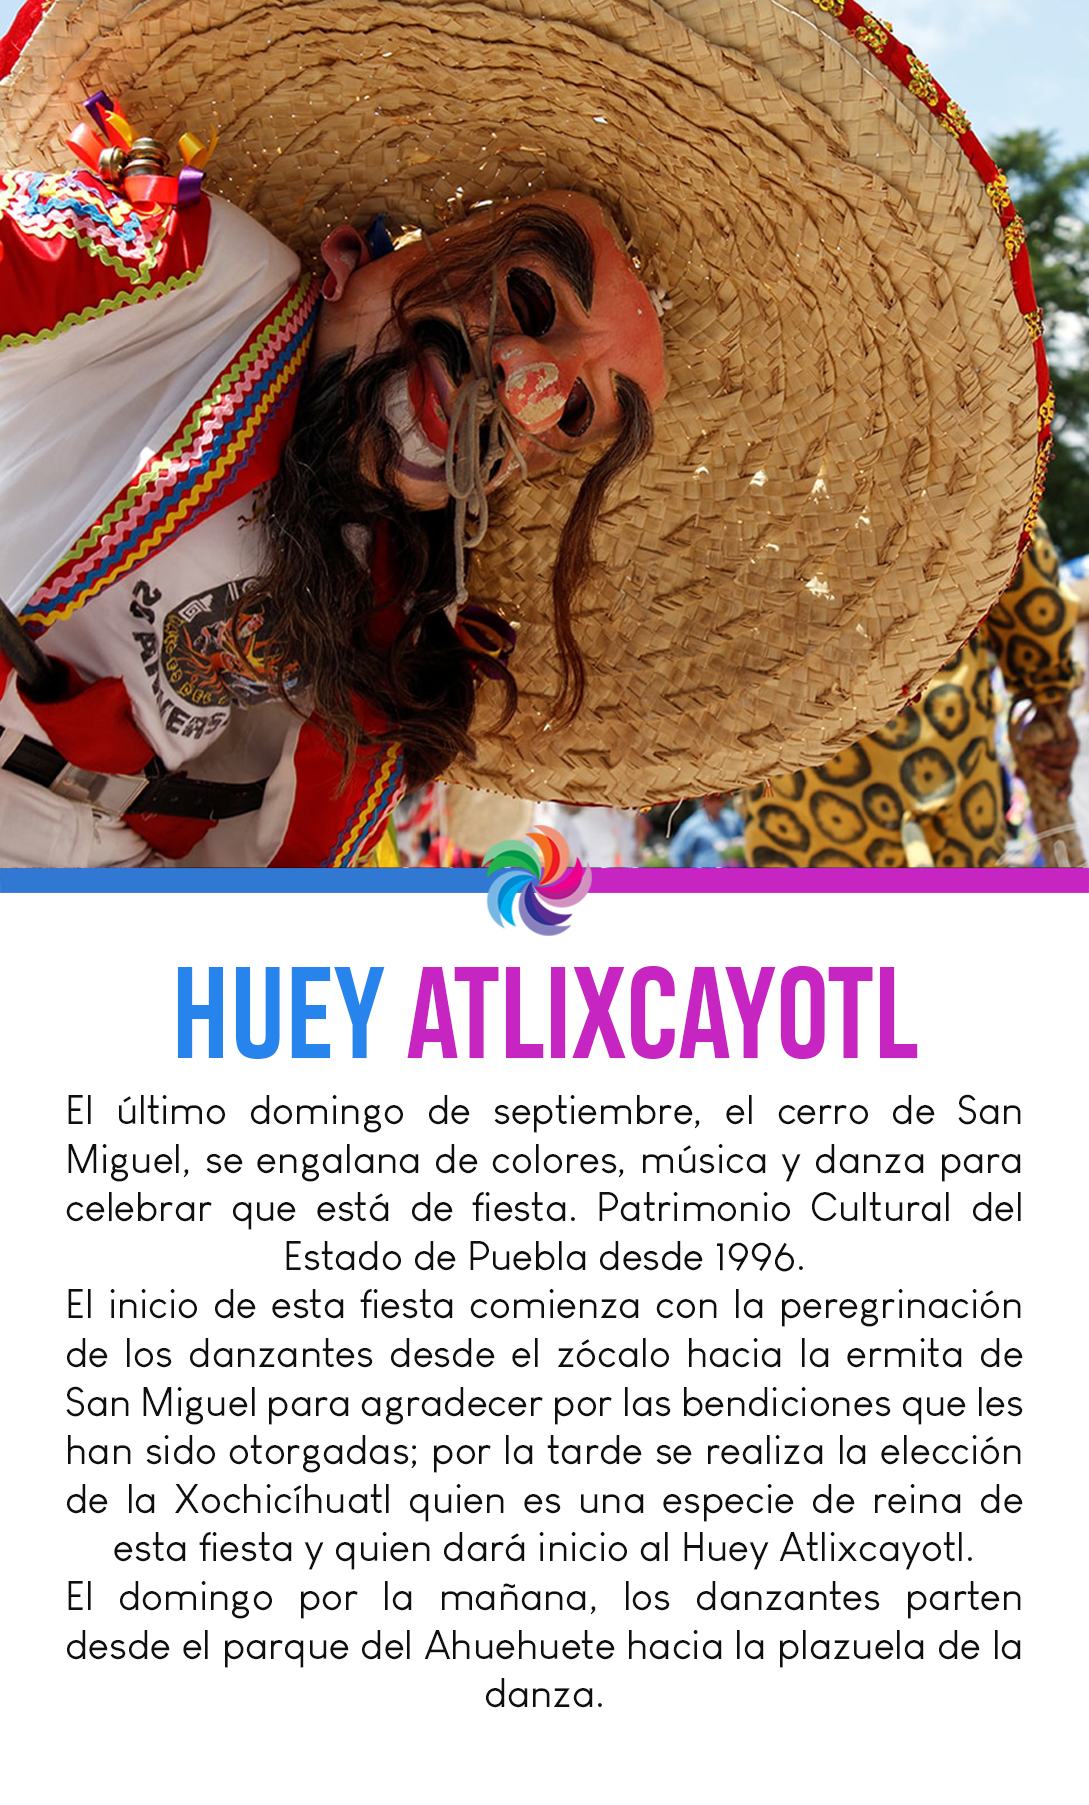 HUEY ATLIXCAYOTL
El último domingo de septiembre, el cerro de San
Miguel, se engalana de colores, música y danza para
celebrar que está de fiesta. Patrimonio Cultural del
Estado de Puebla desde 1996.
El inicio de esta fiesta comienza con la peregrinación
de los danzantes desde el zócalo hacia la ermita de
San Miguel para agradecer por las bendiciones que les
han sido otorgadas; por la tarde se realiza la elección
de la Xochicíhuatl quien es una especie de reina de
esta fiesta y quien dará inicio al Huey Atlixcayotl.
El domingo por la mañana, los danzantes parten
desde el parque del Ahuehuete hacia la plazuela de la
danza.